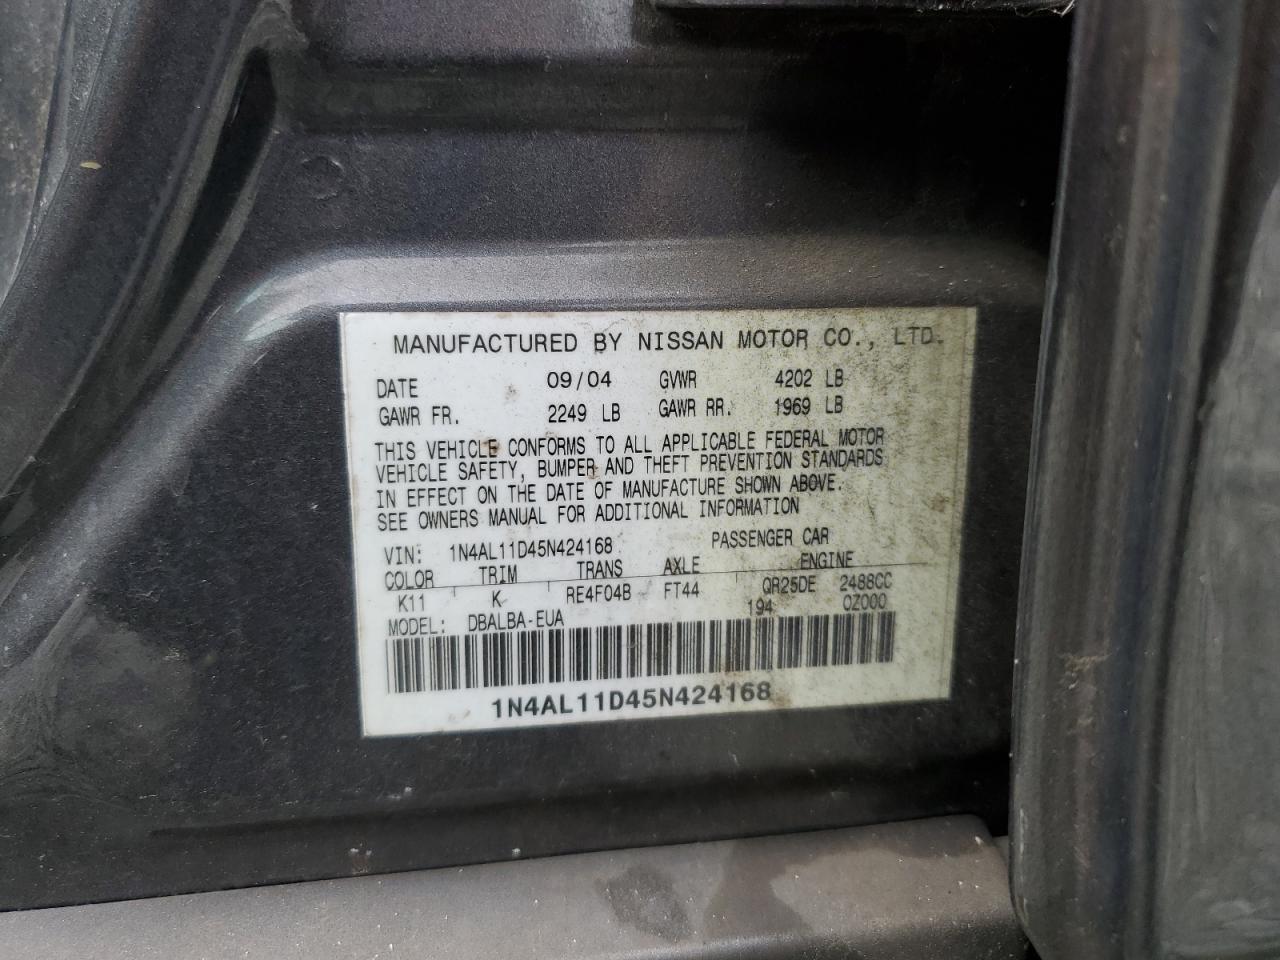 MANUFACTURED BY NISSAN MOTOR CO., LTD.
DATE 09/04 GVWR 4202 LB
GAWR FR. 2249 LB GAWR RR. 1969 LB
THIS VEHICLE CONFORMS TO ALL APPLICABLE FEDERAL MOTOR
VEHICLE SAFETY, BUMPER AND THEFT PREVENTION STANDARDS
IN EFFECT ON THE DATE OF MANUFACTURE SHOWN ABOVE.
SEE OWNERS MANUAL FOR ADDITIONAL INFORMATION
VIN: 1N4AL11D45N424168 PASSENGER CAR
COLOR TRIM TRANS AXLE ENGINE
K11 K RE4F04B FT44 QR25DE 2488CC
MODEL: DBALBA-EUA 194 0Z000
1N4AL11D45N424168